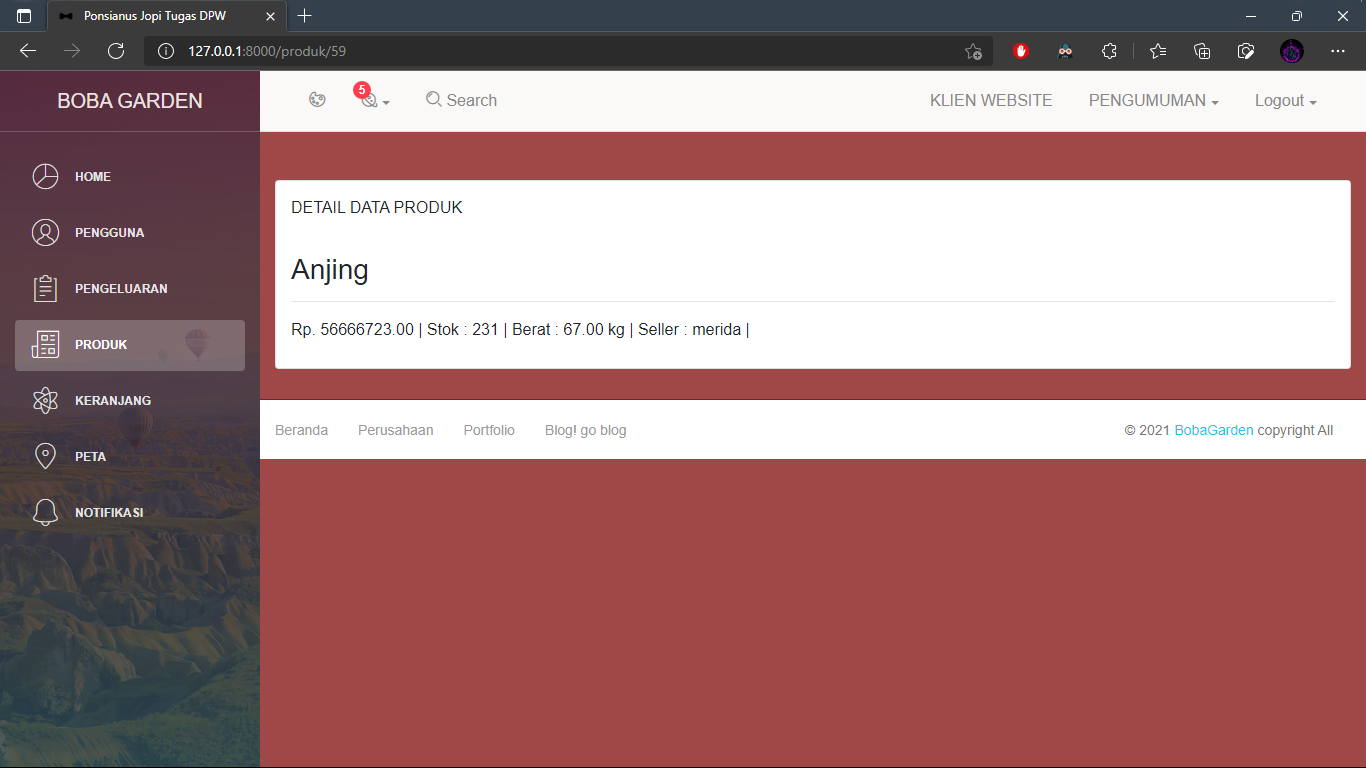 Ponsianus Jopi Tugas DPW
127.0.0.1:8000/produk/59
BOBA GARDEN
5
Search
KLIEN WEBSITE
PENGUMUMAN
Logout
HOME
PENGGUNA
PENGELUARAN
PRODUK
KERANJANG
PETA
NOTIFIKASI
DETAIL DATA PRODUK
Anjing
Rp. 56666723.00 | Stok : 231 | Berat : 67.00 kg | Seller : merida |
Beranda
Perusahaan
Portfolio
Blog! go blog
© 2021 BobaGarden copyright All